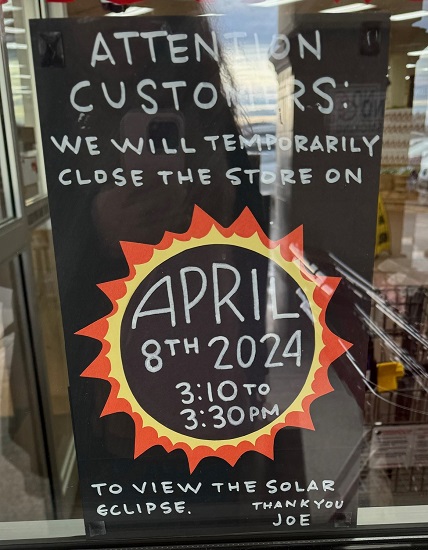 ATTENTION
CUSTOMERS:
WE WILL TEMPORARILY
CLOSE THE STORE ON
APRIL
8TH 2024
3:10 TO
3:30PM
TO VIEW THE SOLAR
ECLIPSE.
THANK YOU
JOE